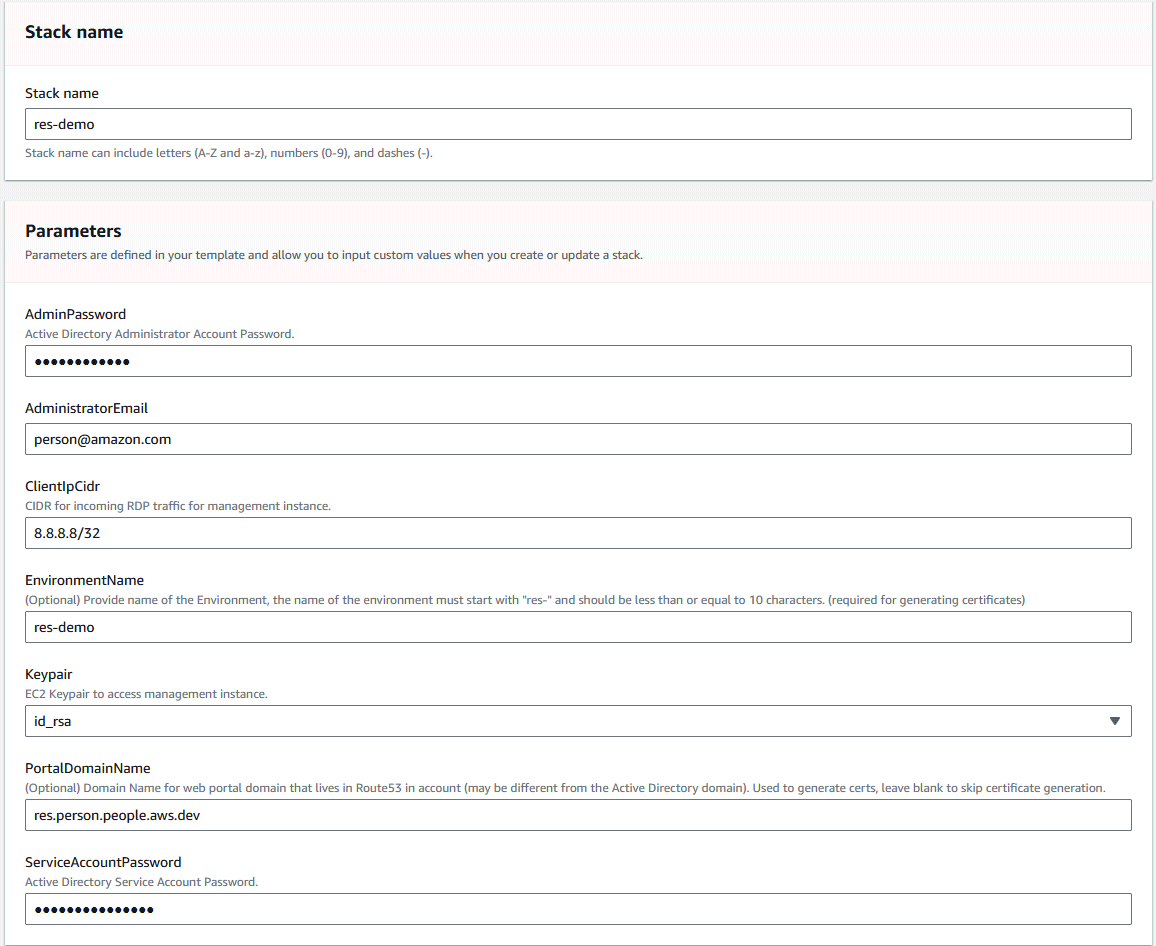 Stack name
Stack name
res-demo
Stack name can include letters (A-Z and a-z), numbers (0-9), and dashes (-).
Parameters
Parameters are defined in your template and allow you to input custom values when you create or update a stack.
AdminPassword
Active Directory Administrator Account Password.
●●●●●●●●●●●●
AdministratorEmail
person@amazon.com
ClientIpCidr
CIDR for incoming RDP traffic for management instance.
8.8.8.8/32
EnvironmentName
(Optional) Provide name of the Environment, the name of the environment must start with "res-" and should be less than or equal to 10 characters. (required for generating certificates)
res-demo
Keypair
EC2 Keypair to access management instance.
id_rsa
PortalDomainName
(Optional) Domain Name for web portal domain that lives in Route53 in account (may be different from the Active Directory domain). Used to generate certs, leave blank to skip certificate generation.
res.person.people.aws.dev
ServiceAccountPassword
Active Directory Service Account Password.
●●●●●●●●●●●●●●●